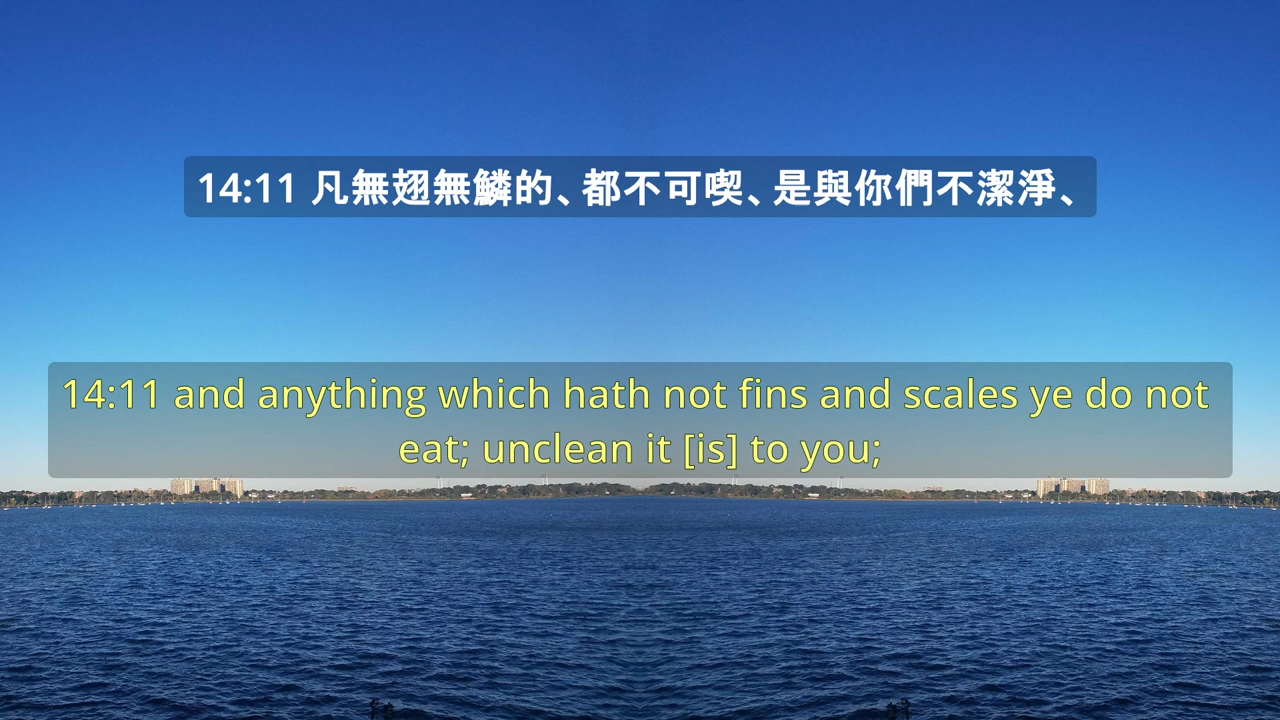 14:11 凡無翅無鱗的、都不可喫、是與你們不潔淨、
14:11 and anything which hath not fins and scales ye do not
eat; unclean it [is] to you;